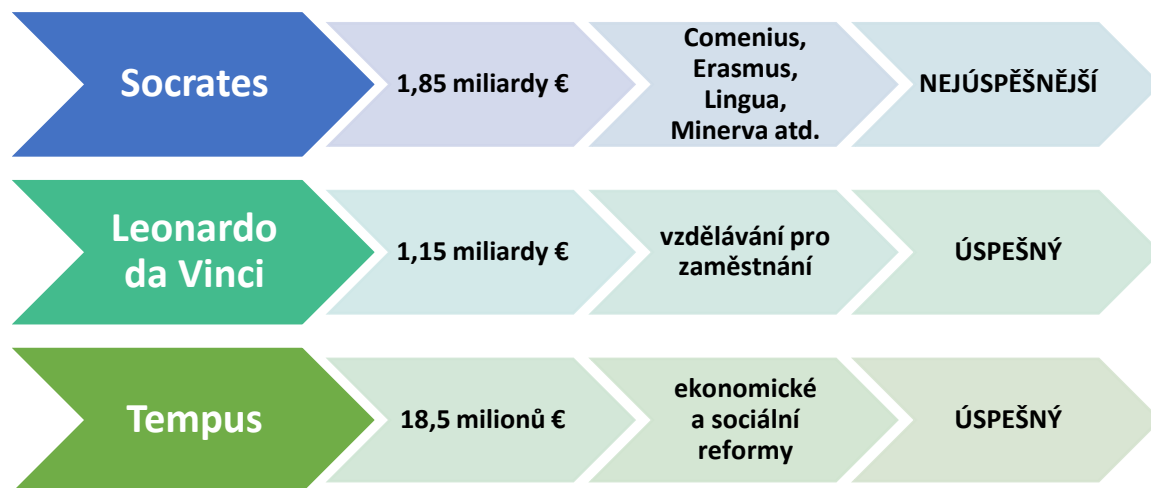 Socrates
1,85 miliardy €
Comenius,
Erasmus,
Lingua,
Minerva atd.
NEJÚSPĚŠNĚJŠÍ
Leonardo
da Vinci
1,15 miliardy €
vzdělávání pro
zaměstnání
ÚSPEŠNÝ
Tempus
18,5 milionů €
ekonomické
a sociální
reformy
ÚSPEŠNÝ